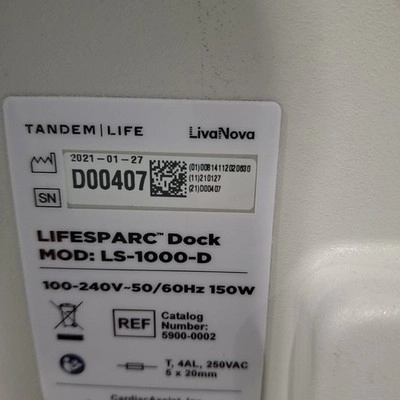 TANDEM | LIFE
LivaNova
2021-01-27
SN
D00407
(01)00814112020630
(11)210127
(21)D00407
LIFESPARC™ Dock
MOD: LS-1000-D
100-240V~50/60Hz 150W
REF
Catalog
Number:
5900-0002
T, 4AL, 250VAC
5 x 20mm